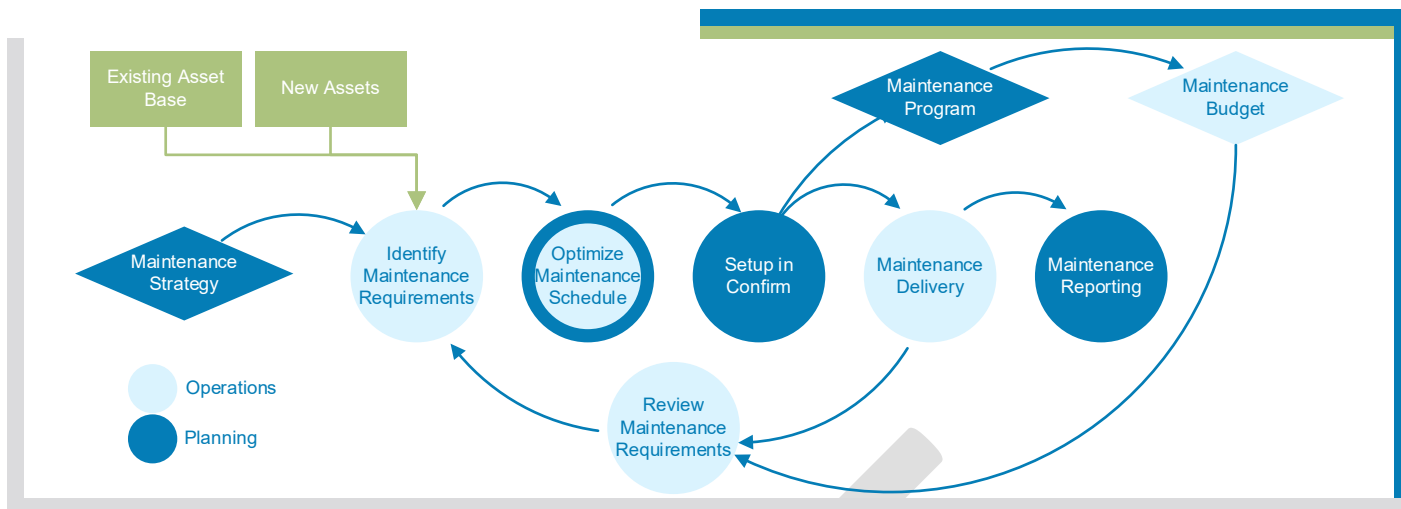 Existing Asset
Base
New Assets
Maintenance
Program
Maintenance
Budget
Maintenance
Strategy
Identify
Maintenance
Requirements
Optimize
Maintenance
Schedule
Setup in
Confirm
Maintenance
Delivery
Maintenance
Reporting
Operations
Planning
Review
Maintenance
Requirements